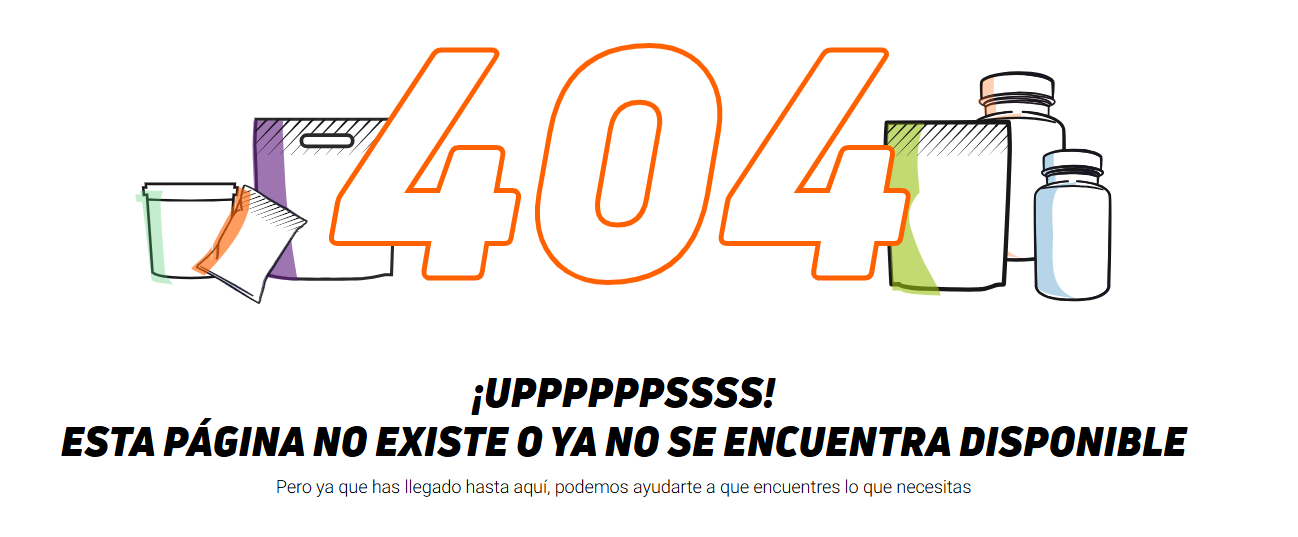 404
¡UPPPPPPSSSS!
ESTA PÁGINA NO EXISTE O YA NO SE ENCUENTRA DISPONIBLE
Pero ya que has llegado hasta aquí, podemos ayudarte a que encuentres lo que necesitas